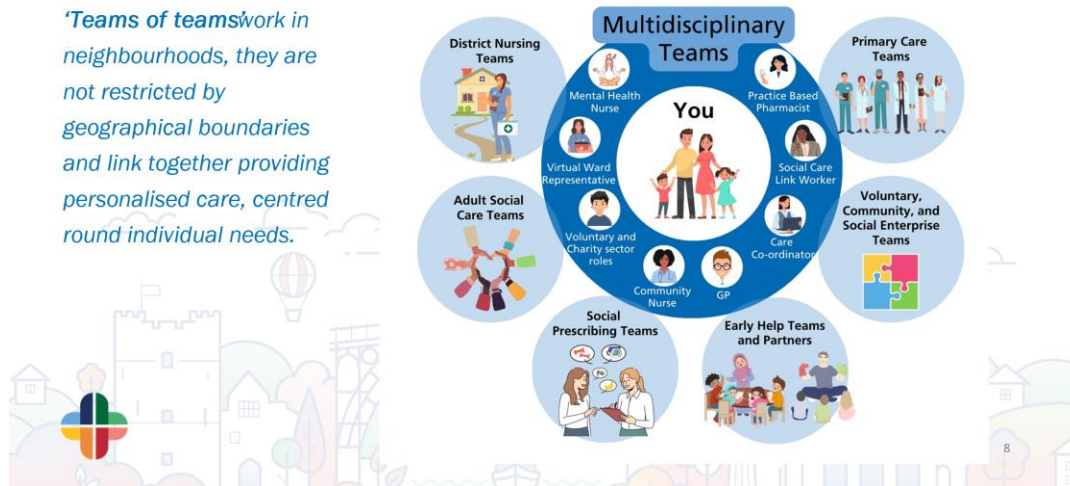 ‘Teams of teams’work in
neighbourhoods, they are
not restricted by
geographical boundaries
and link together providing
personalised care, centred
round individual needs.
Multidisciplinary
Teams
District Nursing
Teams
Primary Care
Teams
Mental Health
Nurse
Practice Based
Pharmacist
You
Virtual Ward
Representative
Social Care
Link Worker
Adult Social
Care Teams
Voluntary,
Community, and
Social Enterprise
Teams
Voluntary and
Charity sector
roles
Care
Co-ordinator
Community
Nurse
GP
Social
Prescribing Teams
Early Help Teams
and Partners
8